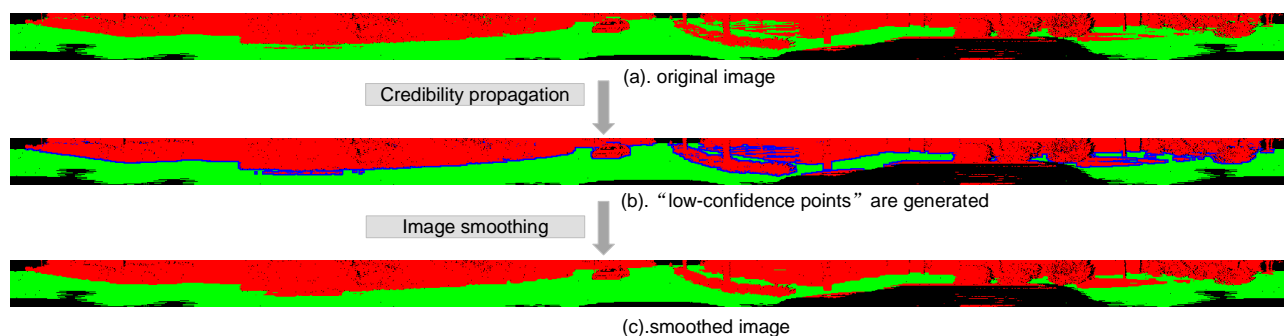 (a). original image
Credibility propagation
(b). “low-confidence points” are generated
Image smoothing
(c).smoothed image